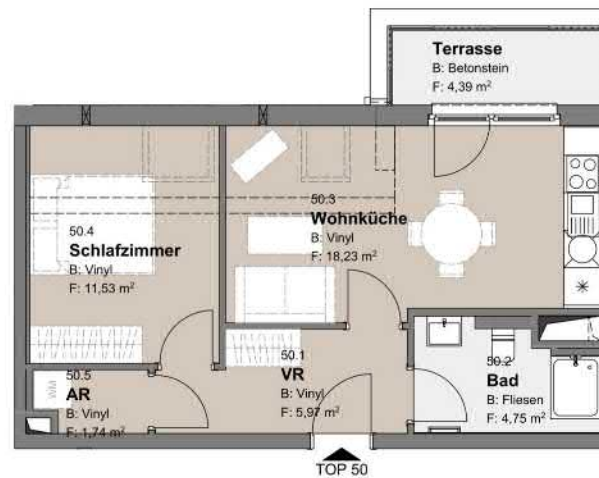 Terrasse
B: Betonstein
F: 4,39 m²
50.3
Wohnküche
B: Vinyl
F: 18,23 m²
50.4
Schlafzimmer
B: Vinyl
F: 11,53 m²
50.1
VR
B: Vinyl
F: 5,97 m²
50.2
Bad
B: Fliesen
F: 4,75 m²
50.5
AR
B: Vinyl
F: 1,74 m²
WM
TOP 50